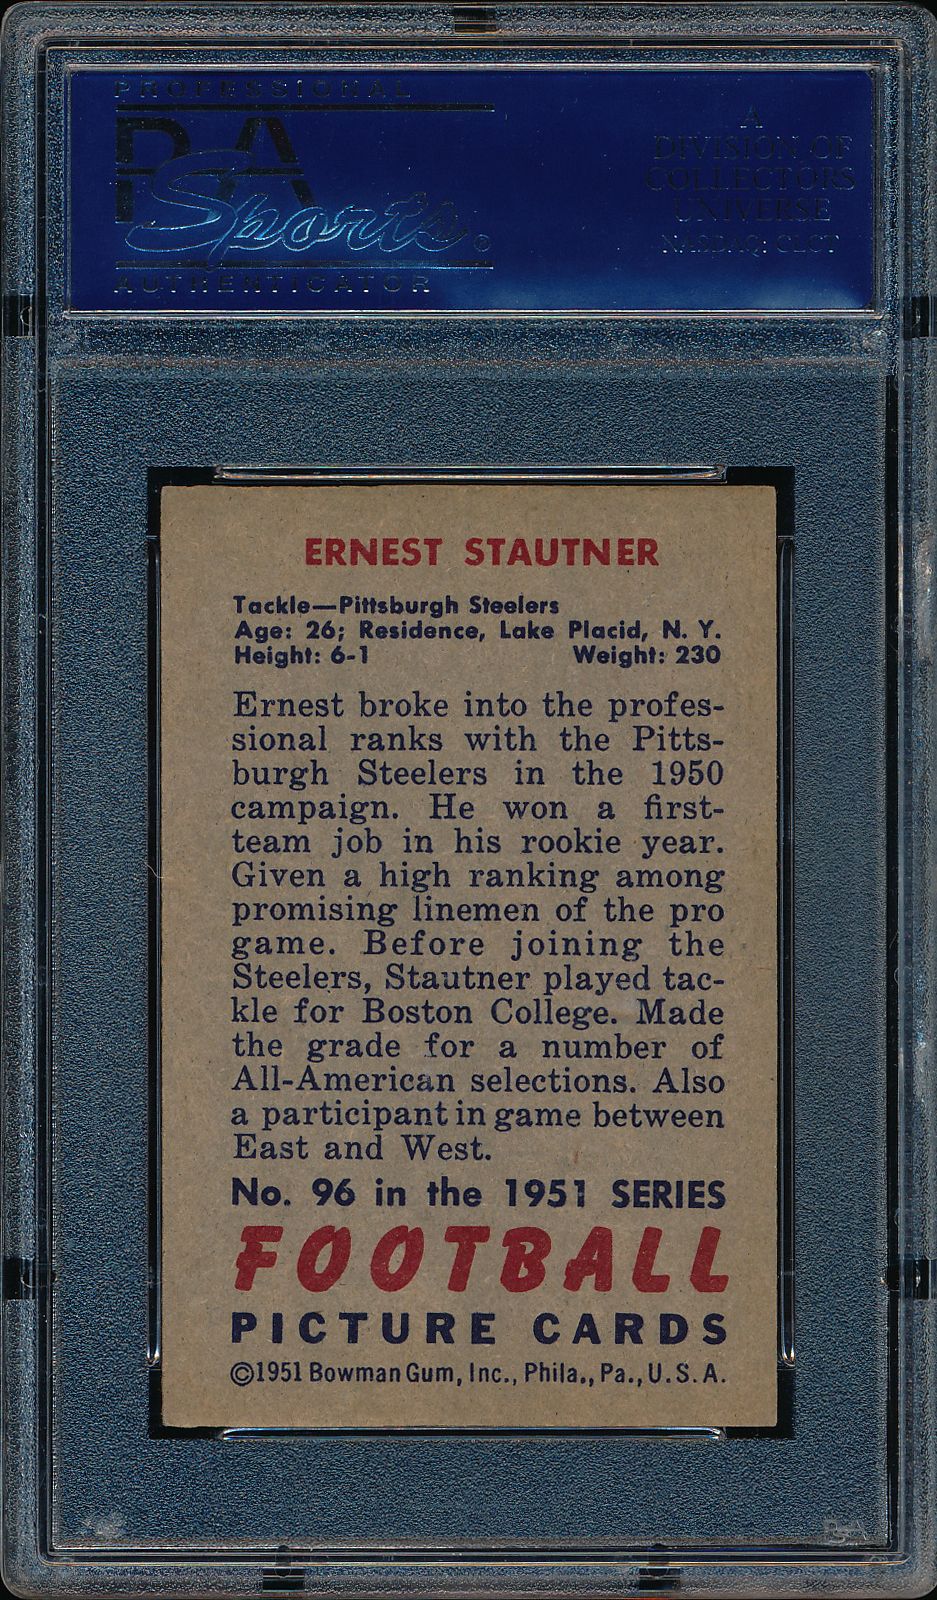 PROFESSIONAL
PSA
Sports®
AUTHENTICATOR
A
DIVISION OF
COLLECTORS
UNIVERSE
NASDAQ: CLCT
ERNEST STAUTNER
Tackle—Pittsburgh Steelers
Age: 26; Residence, Lake Placid, N. Y.
Height: 6-1 Weight: 230
Ernest broke into the profes-
sional ranks with the Pitts-
burgh Steelers in the 1950
campaign. He won a first-
team job in his rookie year.
Given a high ranking among
promising linemen of the pro
game. Before joining the
Steelers, Stautner played tac-
kle for Boston College. Made
the grade for a number of
All-American selections. Also
a participant in game between
East and West.
No. 96 in the 1951 SERIES
FOOTBALL
PICTURE CARDS
©1951 Bowman Gum, Inc., Phila., Pa., U.S.A.
PSA